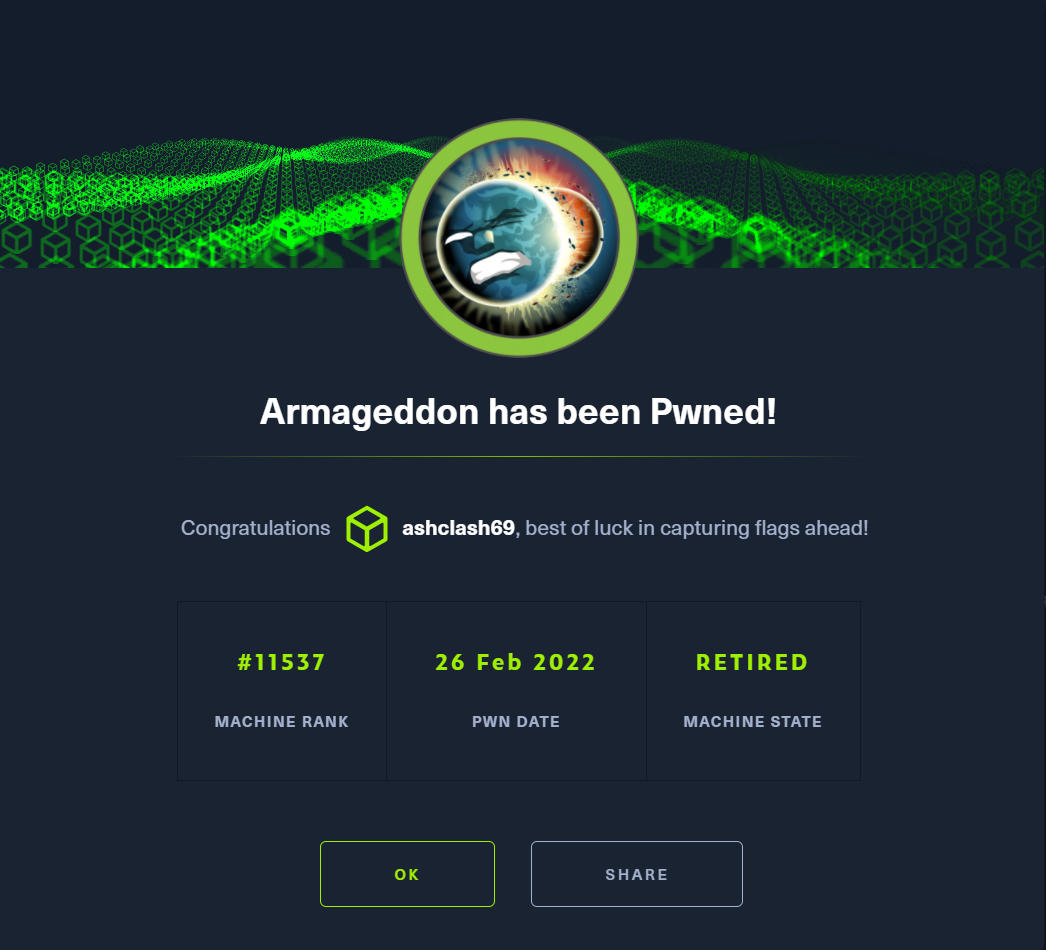 Armageddon has been Pwned!
Congratulations ashclash69, best of luck in capturing flags ahead!
#11537
MACHINE RANK
26 Feb 2022
PWN DATE
RETIRED
MACHINE STATE
OK
SHARE